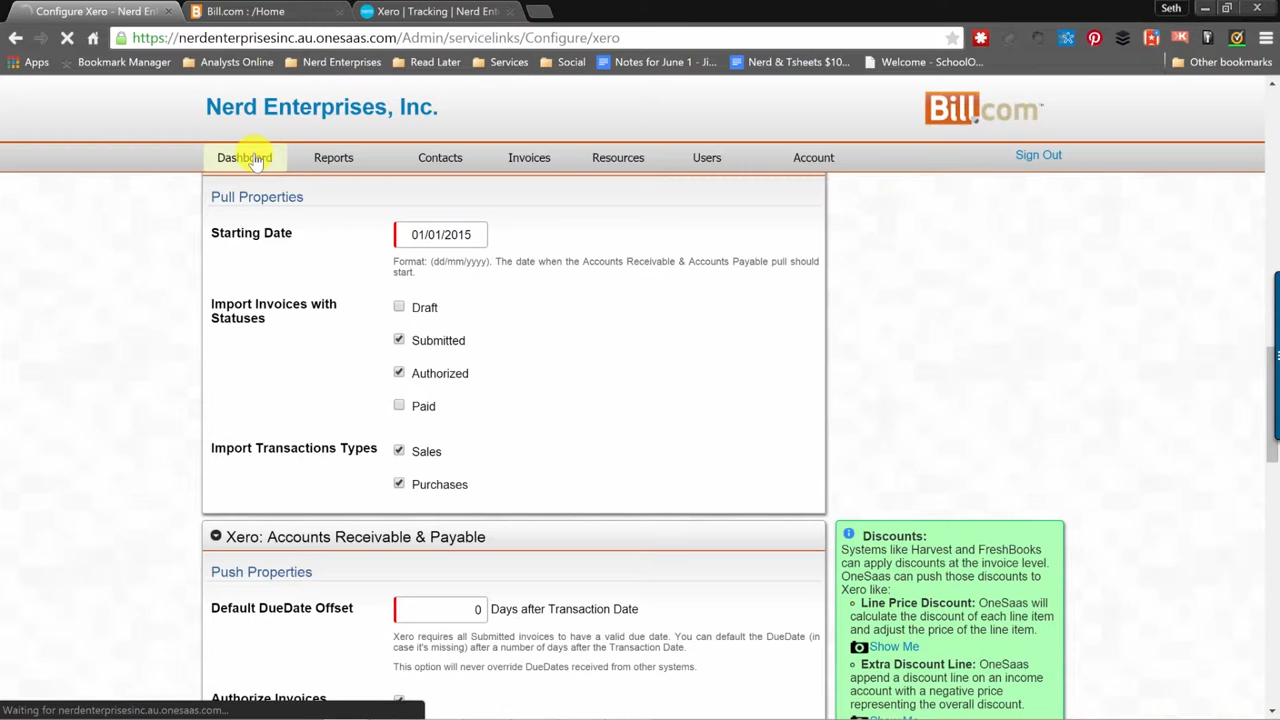 Configure Xero - Nerd En
Bill.com : /Home
Xero | Tracking | Nerd Ent
Seth
https://nerdenterprisesinc.au.onesaas.com/Admin/servicelinks/Configure/xero
Apps
Bookmark Manager
Analysts Online
Nerd Enterprises
Read Later
Services
Social
Notes for June 1 - Ji...
Nerd & Tsheets $10...
Welcome - SchoolO...
Other bookmarks
Nerd Enterprises, Inc.
Bill.com
Dashboard
Reports
Contacts
Invoices
Resources
Users
Account
Sign Out
Pull Properties
Starting Date
01/01/2015
Format: (dd/mm/yyyy). The date when the Accounts Receivable & Accounts Payable pull should
start.
Import Invoices with
Statuses
Draft
Submitted
Authorized
Paid
Import Transactions Types
Sales
Purchases
Xero: Accounts Receivable & Payable
Push Properties
Default DueDate Offset
0
Days after Transaction Date
Xero requires all Submitted invoices to have a valid due date. You can default the DueDate (in
case it's missing) after a number of days after the Transaction Date.
This option will never override DueDates received from other systems.
Authorize Invoices
Discounts:
Systems like Harvest and FreshBooks
can apply discounts at the invoice level.
OneSaas can push those discounts to
Xero like:
Line Price Discount: OneSaas will
calculate the discount of each line item
and adjust the price of the line item.
Show Me
Extra Discount Line: OneSaas
append a discount line on an income
account with a negative price
representing the overall discount.
Show Me
Waiting for nerdenterprisesinc.au.onesaas.com...